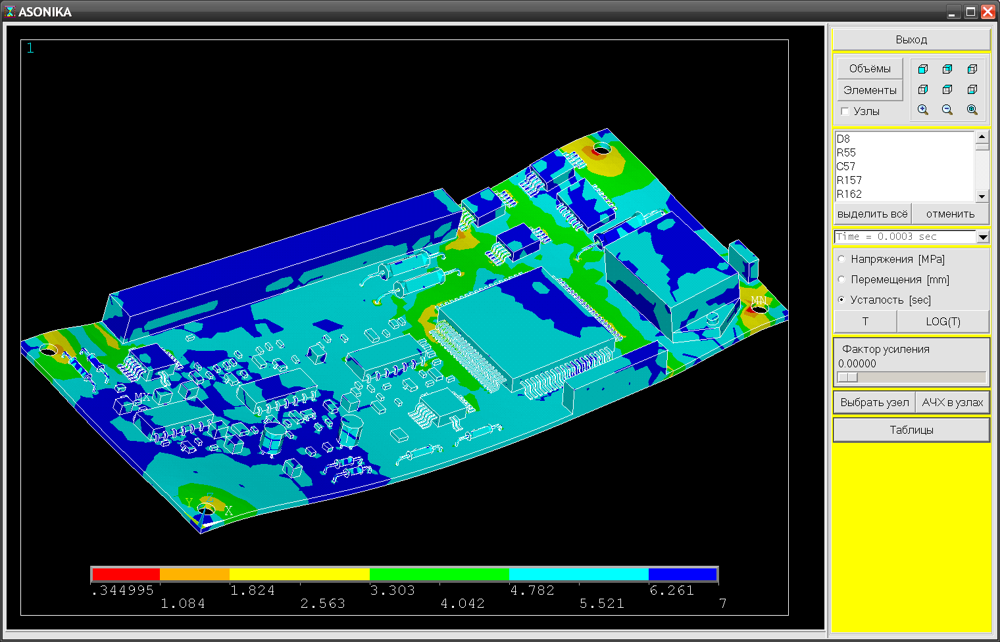 ASONIKA
1
MN
MX
Y Z X
.344995 1.824 3.303 4.782 6.261
1.084 2.563 4.042 5.521 7
Выход
Объёмы
Элементы
Узлы
D8
R55
C57
R157
R162
выделить всё отменить
Time = 0.0003 sec
Напряжения [MPa]
Перемещения [mm]
Усталость [sec]
T LOG(T)
Фактор усиления
0.00000
Выбрать узел АЧХ в узлах
Таблицы